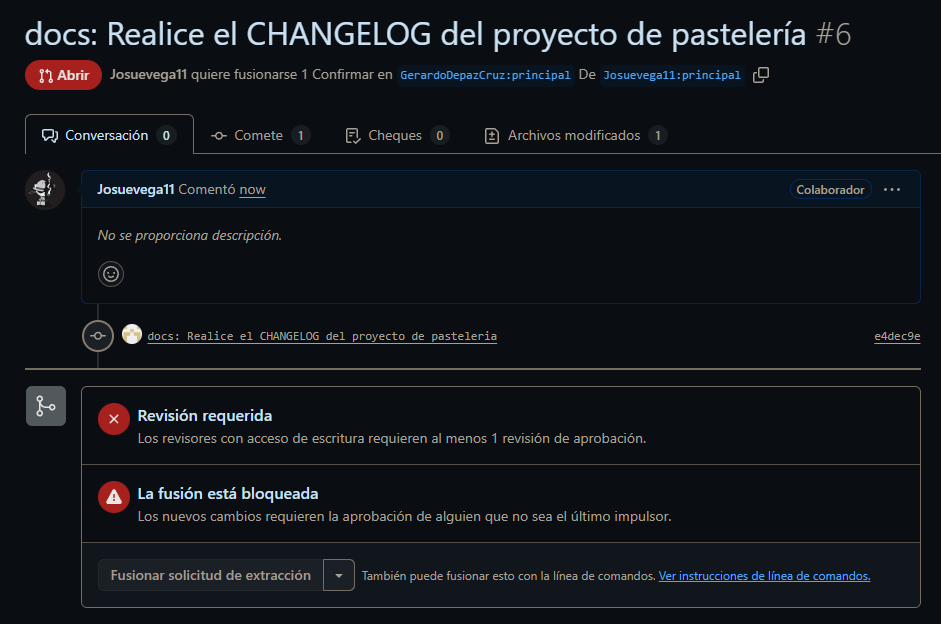 docs: Realice el CHANGELOG del proyecto de pastelería #6
Abrir Josuevega11 quiere fusionarse 1 Confirmar en GerardoDepazCruz:principal De Josuevega11:principal
Conversación 0 Comete 1 Cheques 0 Archivos modificados 1
Josuevega11 Comentó now Colaborador
No se proporciona descripción.
docs: Realice el CHANGELOG del proyecto de pasteleria e4dec9e
Revisión requerida
Los revisores con acceso de escritura requieren al menos 1 revisión de aprobación.
La fusión está bloqueada
Los nuevos cambios requieren la aprobación de alguien que no sea el último impulsor.
Fusionar solicitud de extracción También puede fusionar esto con la línea de comandos. Ver instrucciones de línea de comandos.